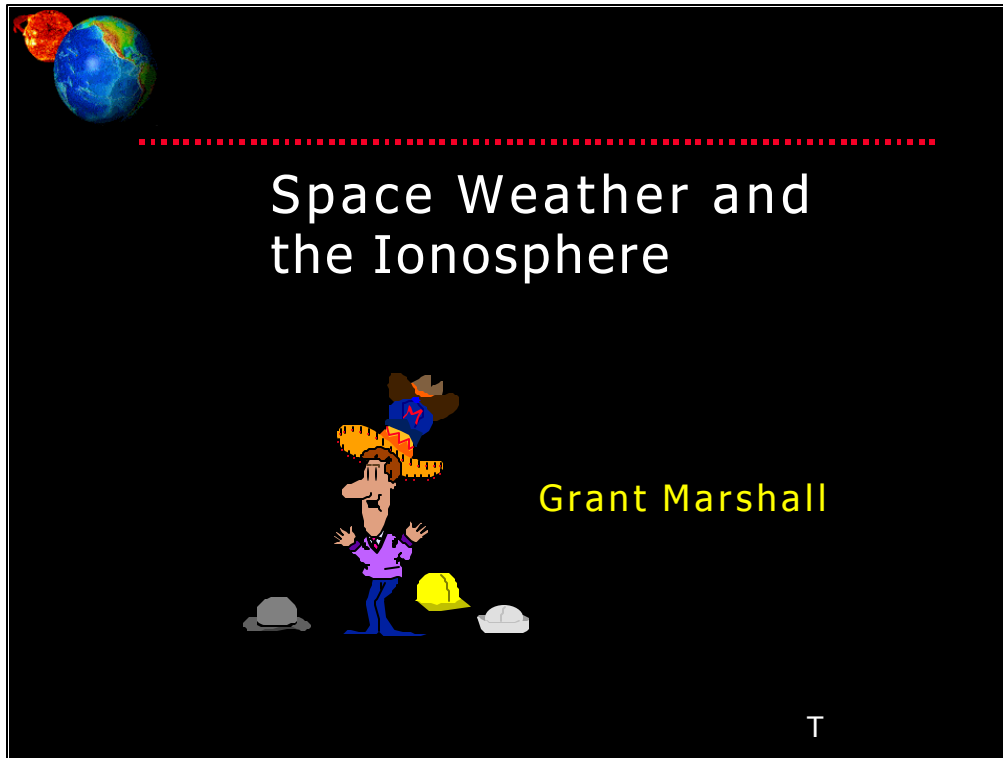 Space Weather and
the Ionosphere
M
Grant Marshall
T